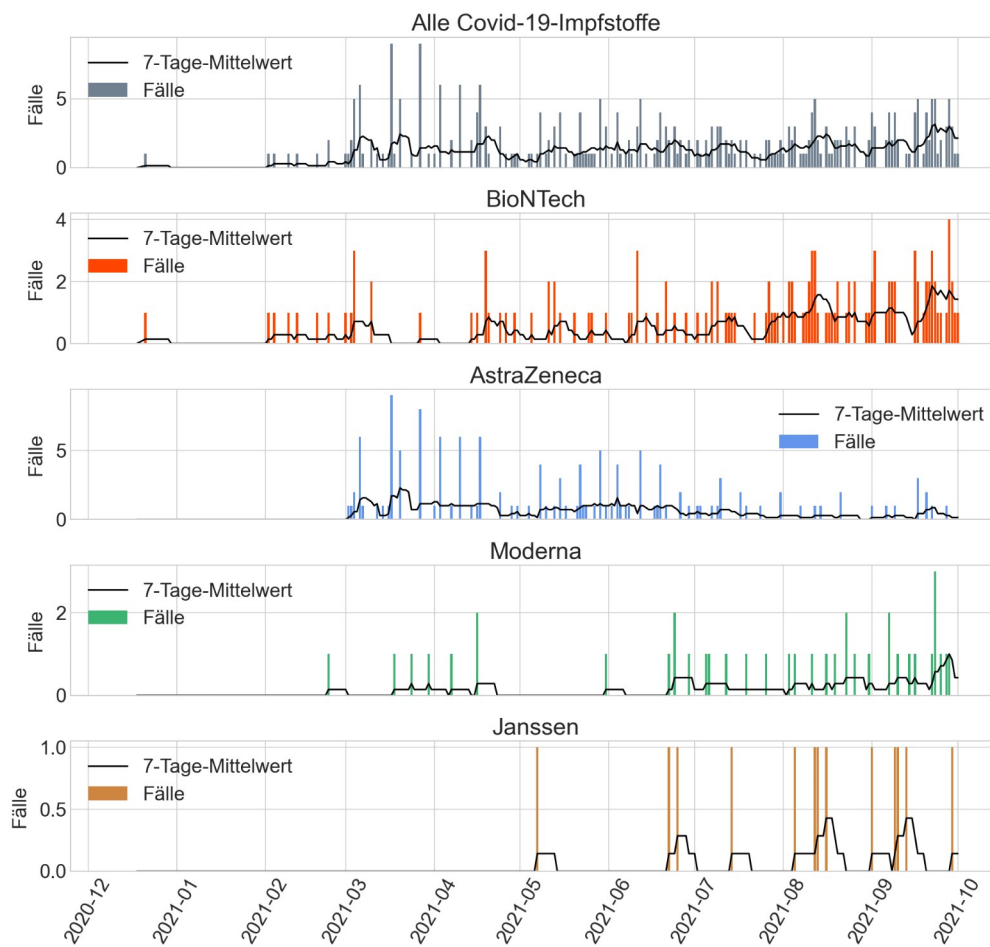 Alle Covid-19-Impfstoffe
7-Tage-Mittelwert
Fälle
Fälle
5
0
BioNTech
7-Tage-Mittelwert
Fälle
Fälle
4
2
0
AstraZeneca
7-Tage-Mittelwert
Fälle
Fälle
5
0
Moderna
7-Tage-Mittelwert
Fälle
Fälle
2
0
Janssen
7-Tage-Mittelwert
Fälle
Fälle
1.0
0.5
0.0
2020-12
2021-01
2021-02
2021-03
2021-04
2021-05
2021-06
2021-07
2021-08
2021-09
2021-10